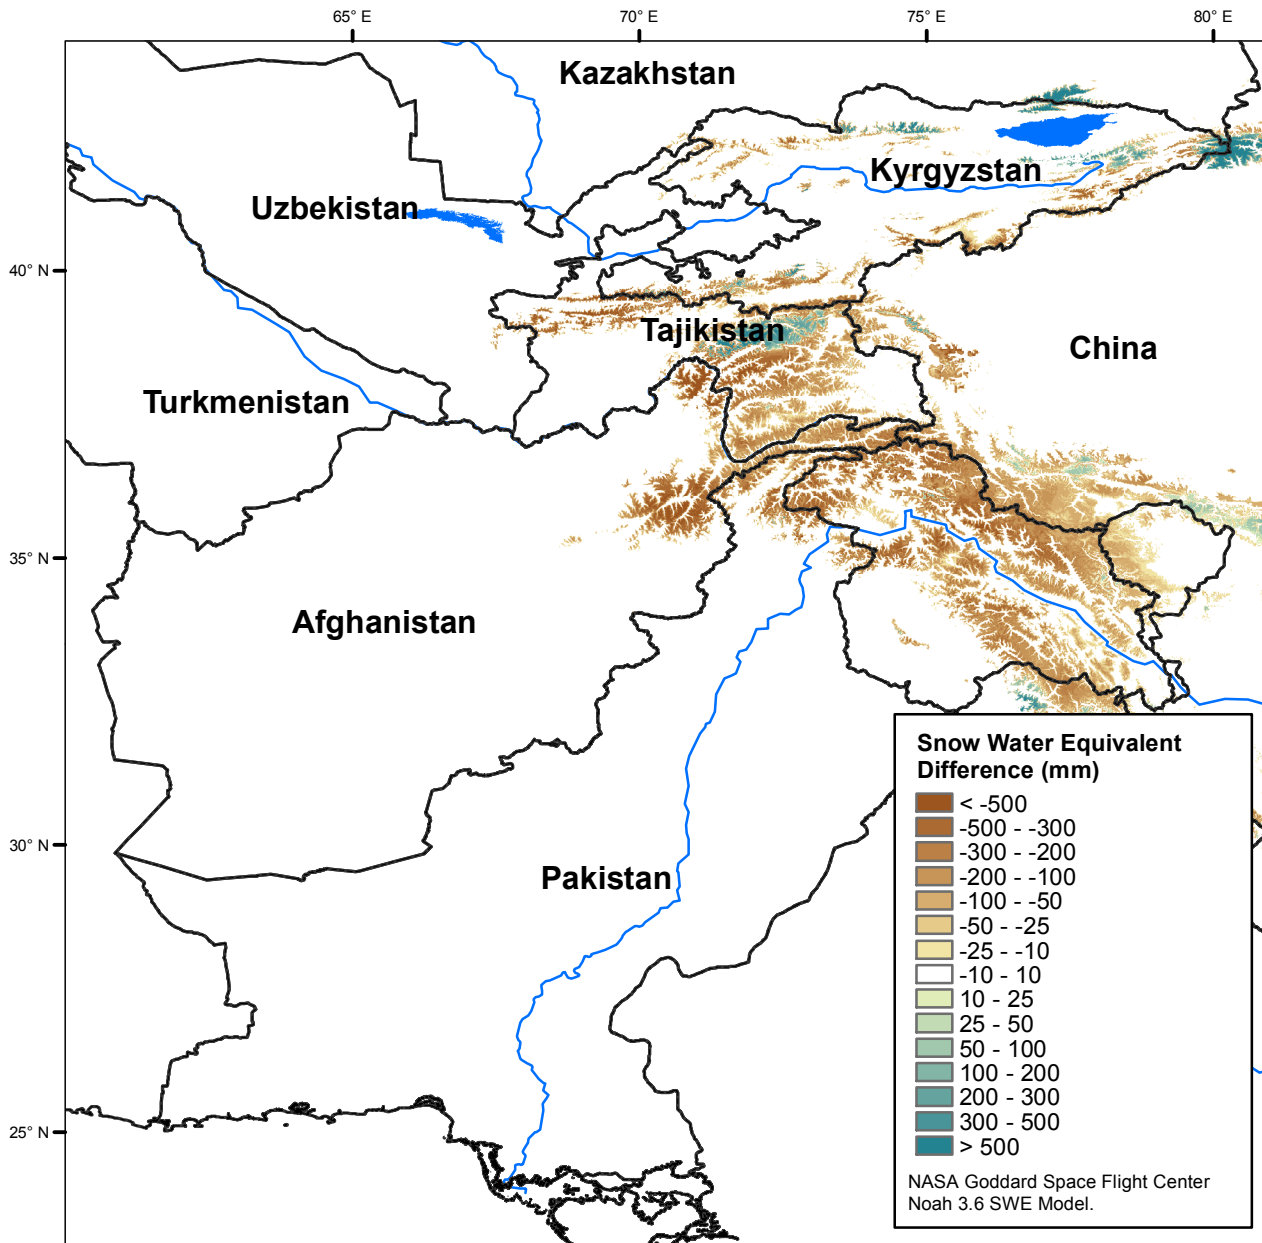 65° E
70° E
75° E
80° E
Kazakhstan
Kyrgyzstan
Uzbekistan
40° N
Tajikistan
China
Turkmenistan
35° N
Afghanistan
Snow Water Equivalent
Difference (mm)
< -500
-500 - -300
-300 - -200
-200 - -100
-100 - -50
-50 - -25
-25 - -10
-10 - 10
10 - 25
25 - 50
50 - 100
100 - 200
200 - 300
300 - 500
> 500
NASA Goddard Space Flight Center
Noah 3.6 SWE Model.
30° N
Pakistan
25° N